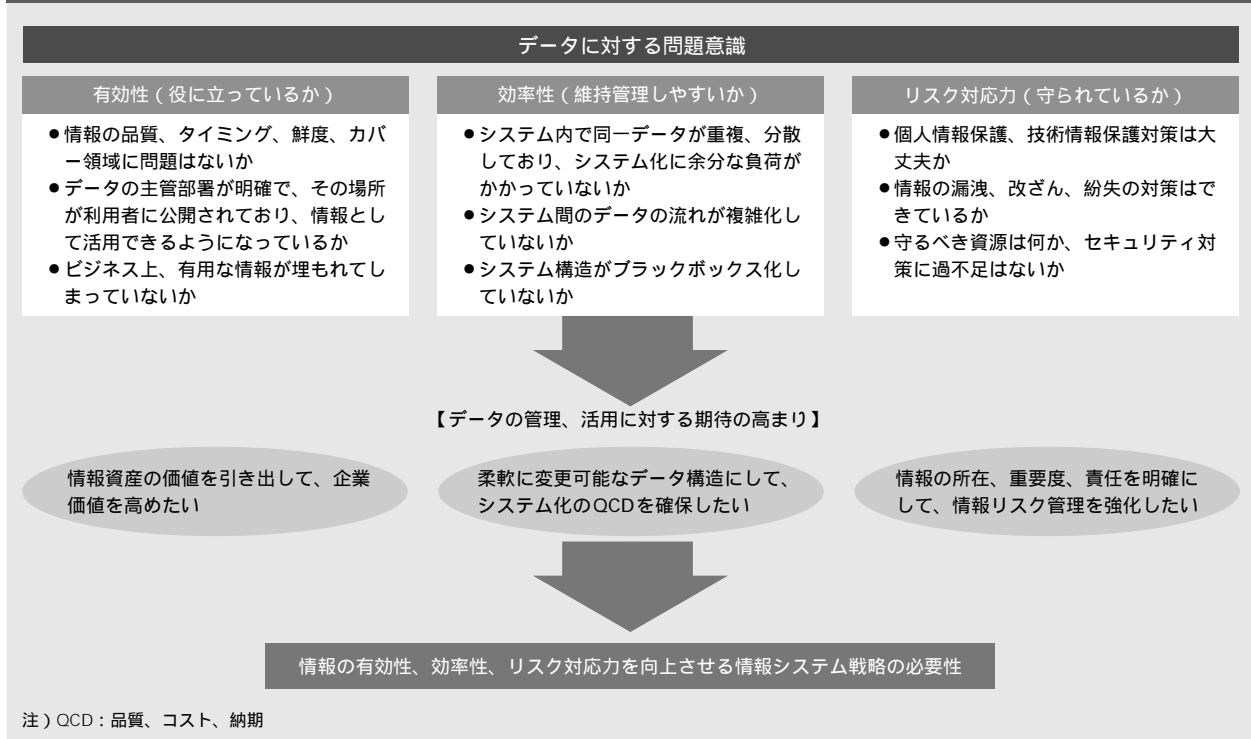 データに対する問題意識
有効性(役に立っているか)
●情報の品質、タイミング、鮮度、カバ
ー領域に問題はないか
●データの主管部署が明確で、その場所
が利用者に公開されており、情報とし
て活用できるようになっているか
●ビジネス上、有用な情報が埋もれてし
まっていないか
効率性(維持管理しやすいか)
●システム内で同一データが重複、分散
しており、システム化に余分な負荷が
かかっていないか
●システム間のデータの流れが複雑化し
ていないか
●システム構造がブラックボックス化し
ていないか
リスク対応力(守られているか)
●個人情報保護、技術情報保護対策は大
丈夫か
●情報の漏洩、改ざん、紛失の対策はで
きているか
●守るべき資源は何か、セキュリティ対
策に過不足はないか
【データの管理、活用に対する期待の高まり】
情報資産の価値を引き出して、企業
価値を高めたい
柔軟に変更可能なデータ構造にして、
システム化のQCDを確保したい
情報の所在、重要度、責任を明確に
して、情報リスク管理を強化したい
情報の有効性、効率性、リスク対応力を向上させる情報システム戦略の必要性
注)QCD:品質、コスト、納期